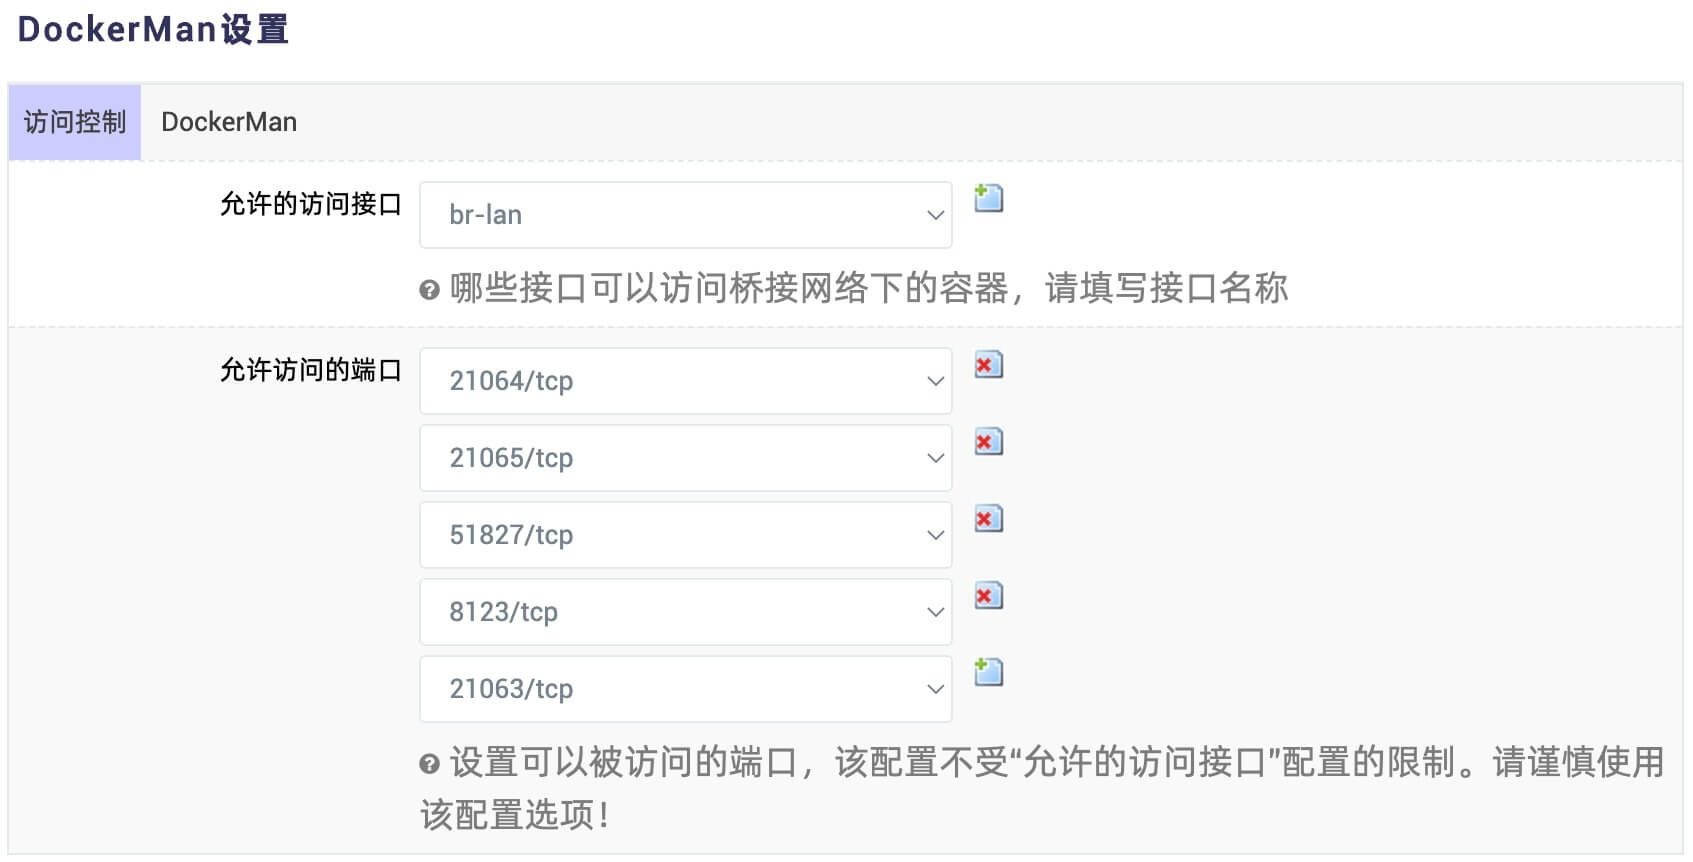 DockerMan设置
访问控制 DockerMan
允许的访问接口 br-lan
哪些接口可以访问桥接网络下的容器，请填写接口名称
允许访问的端口 21064/tcp
21065/tcp
51827/tcp
8123/tcp
21063/tcp
设置可以被访问的端口，该配置不受“允许的访问接口”配置的限制。请谨慎使用
该配置选项！